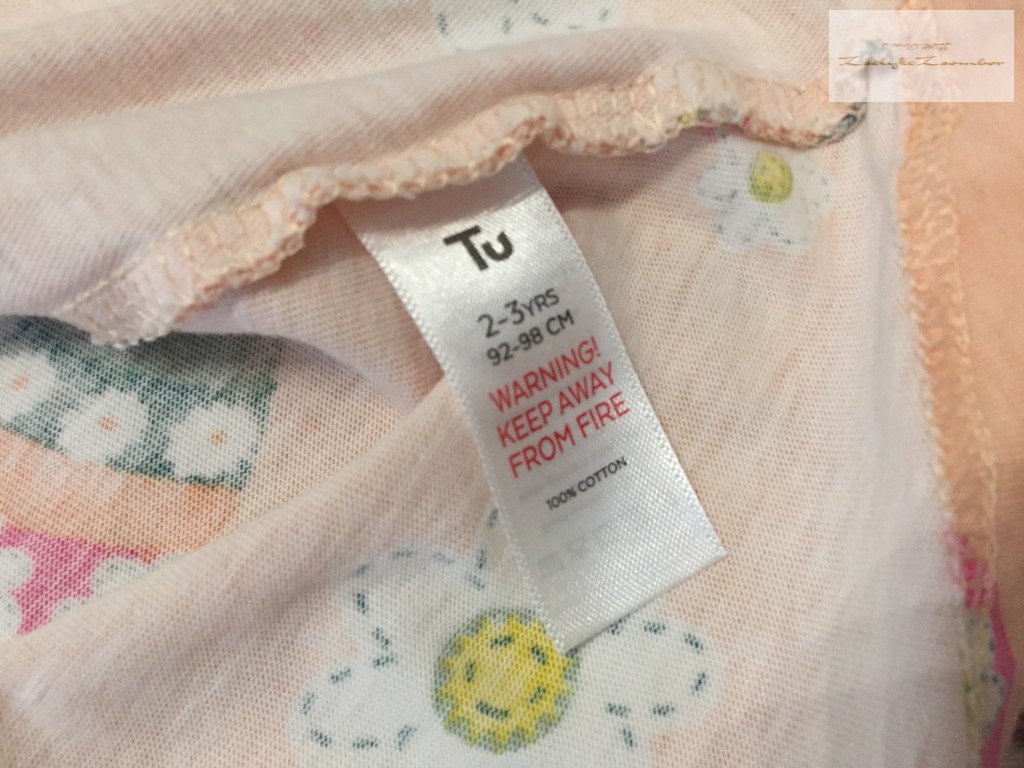 Tu
2-3YRS
92-98 CM
WARNING!
KEEP AWAY
FROM FIRE
100% COTTON